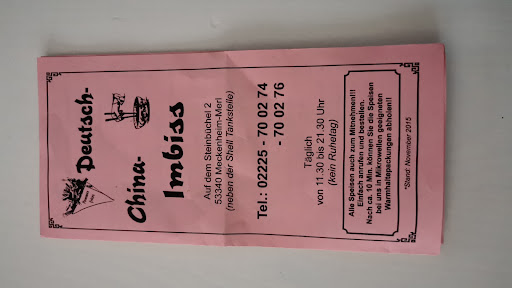 Deutsch-
China-
Imbiss
Auf dem Steinbüchel 2
53340 Meckenheim-Merl
(neben der Shell Tankstelle)
Tel.: 02225 - 70 02 74
- 70 02 76
Täglich
von 11.30 bis 21.30 Uhr
(kein Ruhetag)
Alle Speisen auch zum Mitnehmen!!!
Einfach anrufen und bestellen.
Nach ca. 10 Min. können Sie die Speisen
bei uns in Mikrowellen geeigneten
Warmhaltepackungen abholen!!
*Stand: November 2015